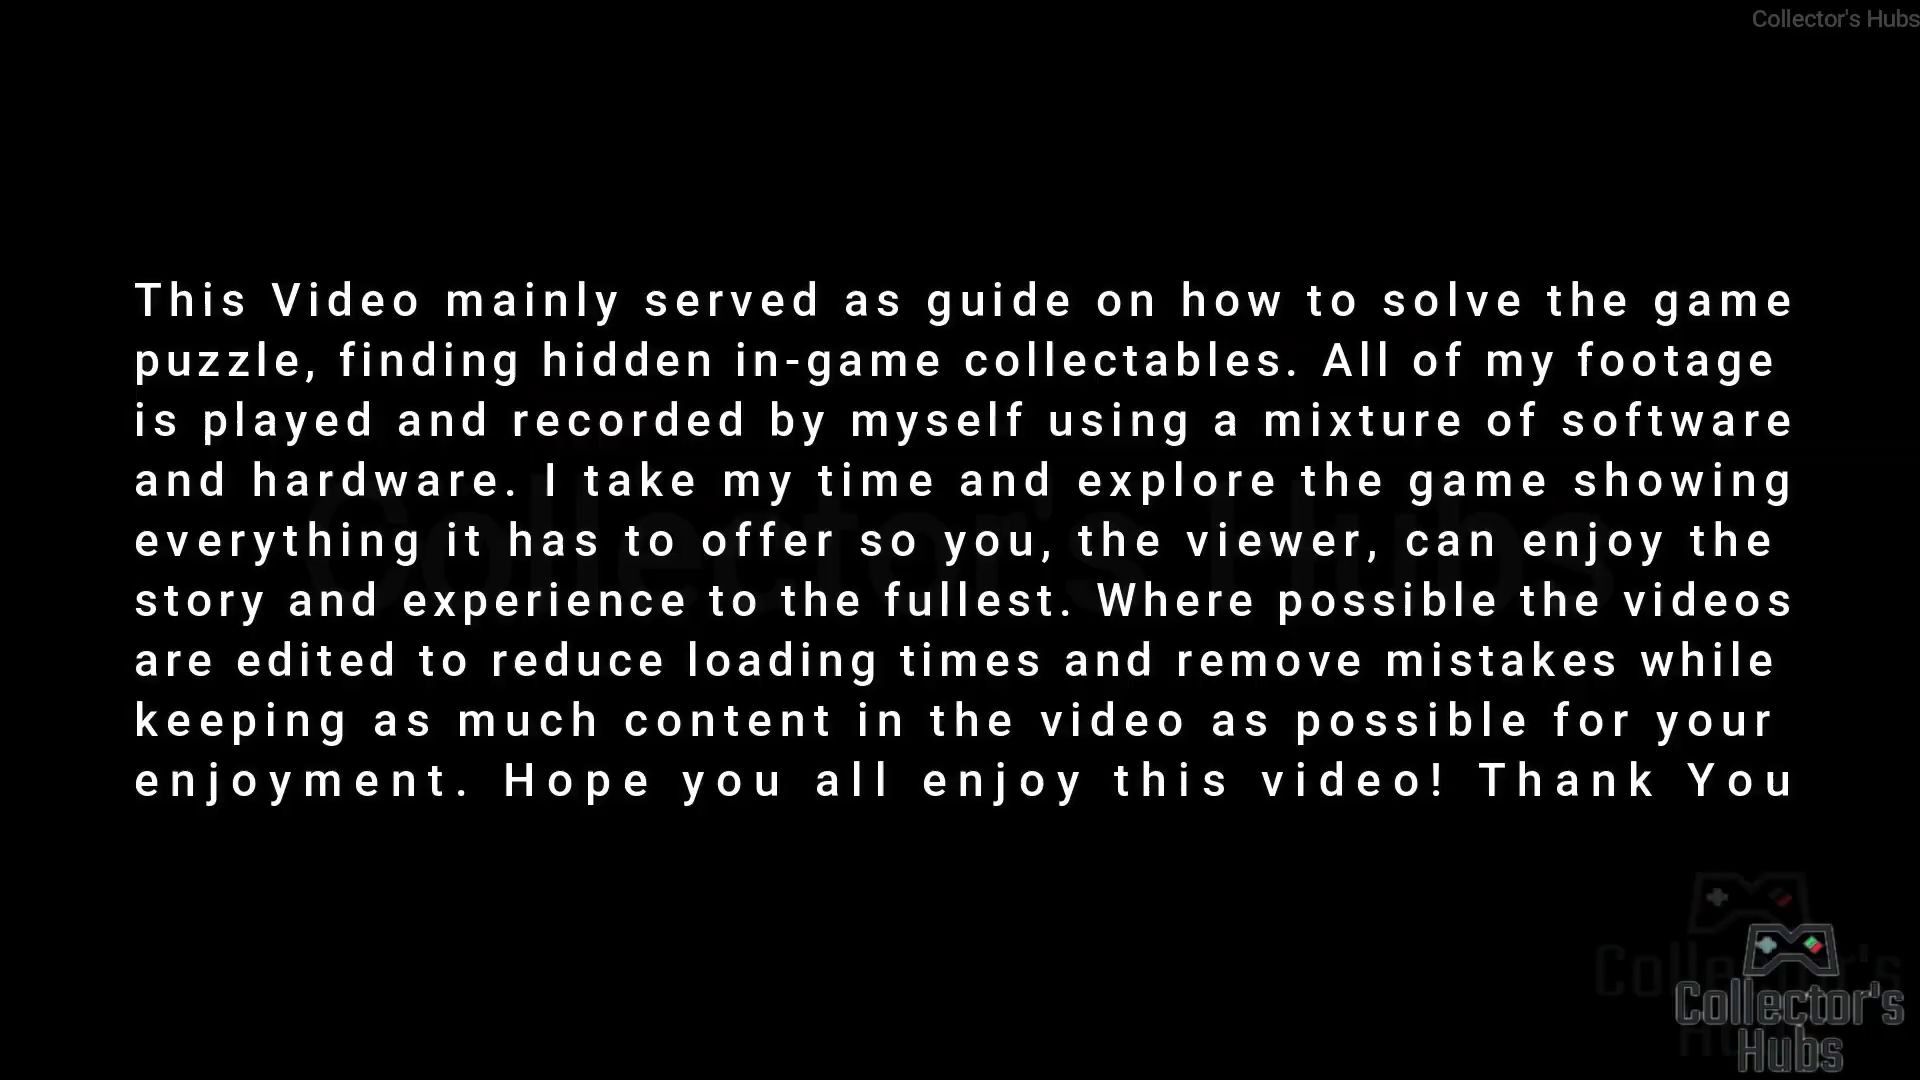 Collector's Hubs
This Video mainly served as guide on how to solve the game
puzzle, finding hidden in-game collectables. All of my footage
is played and recorded by myself using a mixture of software
and hardware. I take my time and explore the game showing
everything it has to offer so you, the viewer, can enjoy the
story and experience to the fullest. Where possible the videos
are edited to reduce loading times and remove mistakes while
keeping as much content in the video as possible for your
enjoyment. Hope you all enjoy this video! Thank You
Collector's Hubs
Collector's
Hubs
Collector's
Hubs